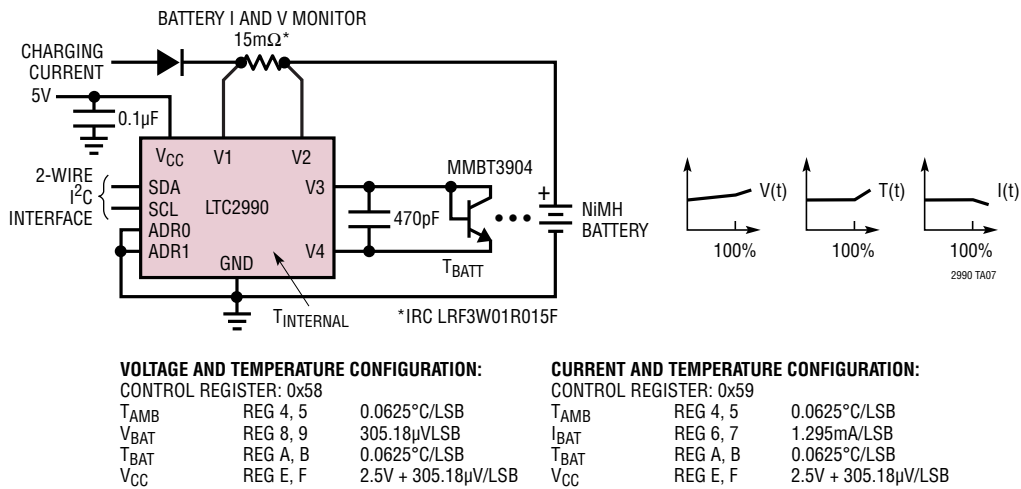 BATTERY I AND V MONITOR
15mΩ*
CHARGING
CURRENT
5V
0.1µF
VCC
V1
V2
2-WIRE
I²C
INTERFACE
SDA
SCL
ADR0
ADR1
LTC2990
GND
V3
V4
470pF
MMBT3904
TBATT
+
NiMH
BATTERY
TINTERNAL
*IRC LRF3W01R015F
V(t)
100%
T(t)
100%
I(t)
100%
2990 TA07
VOLTAGE AND TEMPERATURE CONFIGURATION:
CONTROL REGISTER: 0x58
TAMB REG 4, 5 0.0625°C/LSB
VBAT REG 8, 9 305.18µVLSB
TBAT REG A, B 0.0625°C/LSB
VCC REG E, F 2.5V + 305.18µV/LSB
CURRENT AND TEMPERATURE CONFIGURATION:
CONTROL REGISTER: 0x59
TAMB REG 4, 5 0.0625°C/LSB
IBAT REG 6, 7 1.295mA/LSB
TBAT REG A, B 0.0625°C/LSB
VCC REG E, F 2.5V + 305.18µV/LSB